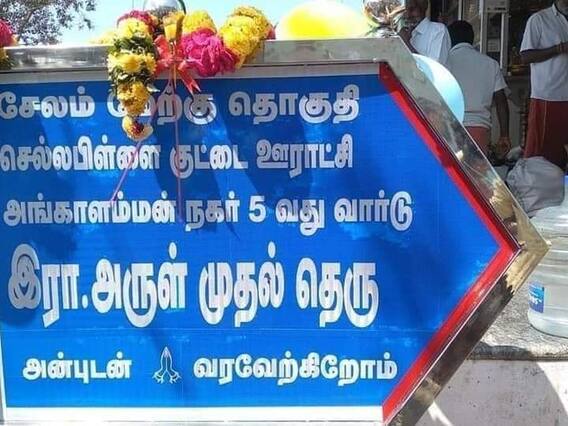 சேலம் மேற்கு தொகுதி
செல்லபிள்ளை குட்டை ஊராட்சி
அங்காளம்மன் நகர் 5 வது வார்டு
இரா.அருள் முதல் தெரு
அன்புடன் வரவேற்கிறோம்